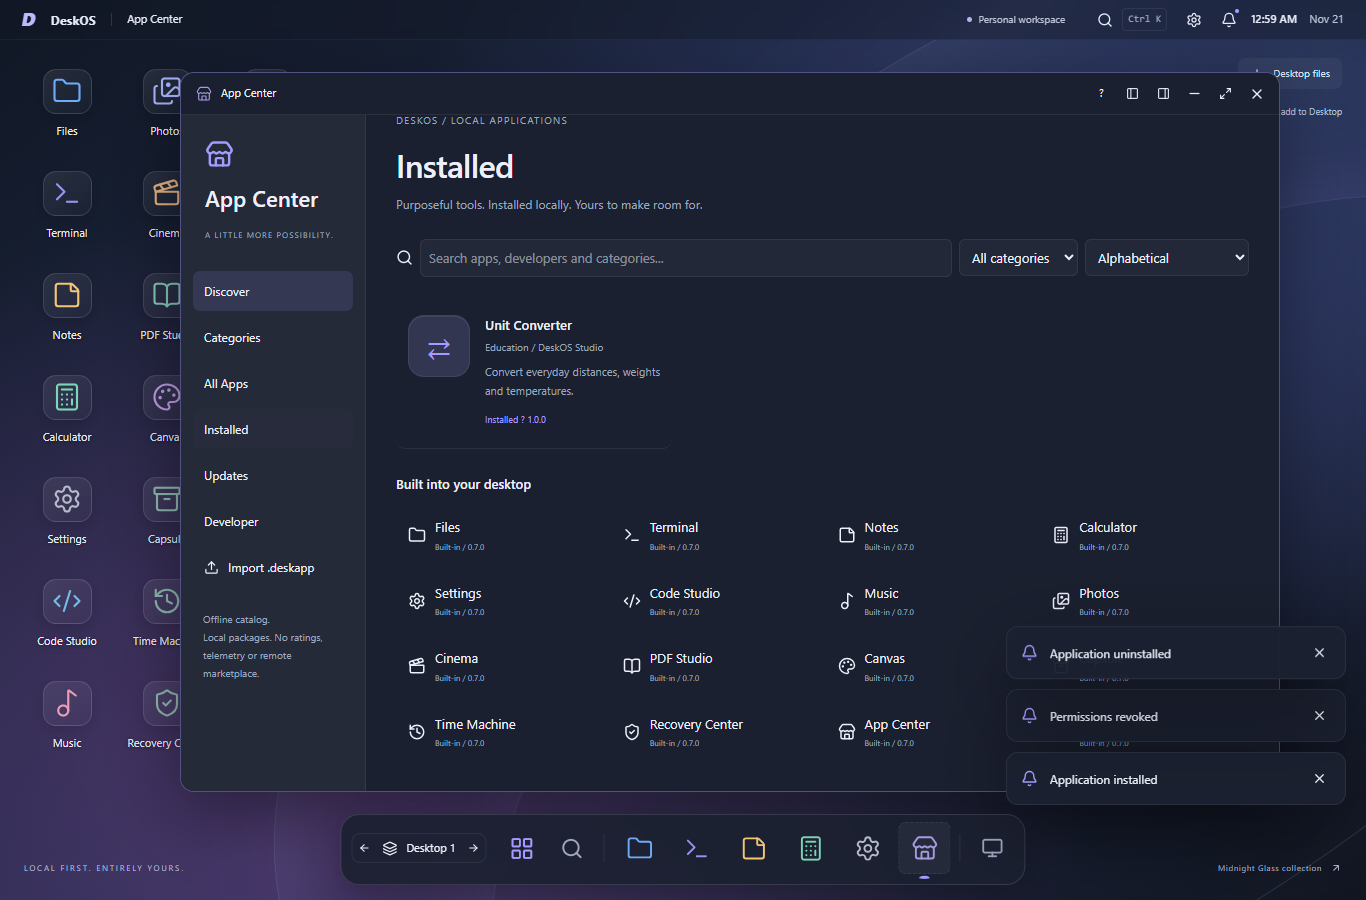 D DeskOS App Center
Personal workspace Ctrl K 12:59 AM Nov 21
Files
Terminal
Notes
Calculator
Settings
Code Studio
Music
Photo
Cinem
PDF Stu
Canva
Capsul
Time Mac
Recovery C
Desktop files
add to Desktop
App Center
?
App Center
A LITTLE MORE POSSIBILITY.
Discover
Categories
All Apps
Installed
Updates
Developer
Import .deskapp
Offline catalog.
Local packages. No ratings,
telemetry or remote
marketplace.
DESKOS / LOCAL APPLICATIONS
Installed
Purposeful tools. Installed locally. Yours to make room for.
Search apps, developers and categories... All categories Alphabetical
Unit Converter
Education / DeskOS Studio
Convert everyday distances, weights
and temperatures.
Installed ? 1.0.0
Built into your desktop
Files Terminal Notes Calculator
Built-in / 0.7.0 Built-in / 0.7.0 Built-in / 0.7.0 Built-in / 0.7.0
Settings Code Studio Music Photos
Built-in / 0.7.0 Built-in / 0.7.0 Built-in / 0.7.0 Built-in / 0.7.0
Cinema PDF Studio Canvas
Built-in / 0.7.0 Built-in / 0.7.0 Built-in / 0.7.0
Time Machine Recovery Center App Center
Built-in / 0.7.0 Built-in / 0.7.0 Built-in / 0.7.0
Application uninstalled
Permissions revoked
Application installed
Desktop 1
LOCAL FIRST. ENTIRELY YOURS.
Midnight Glass collection